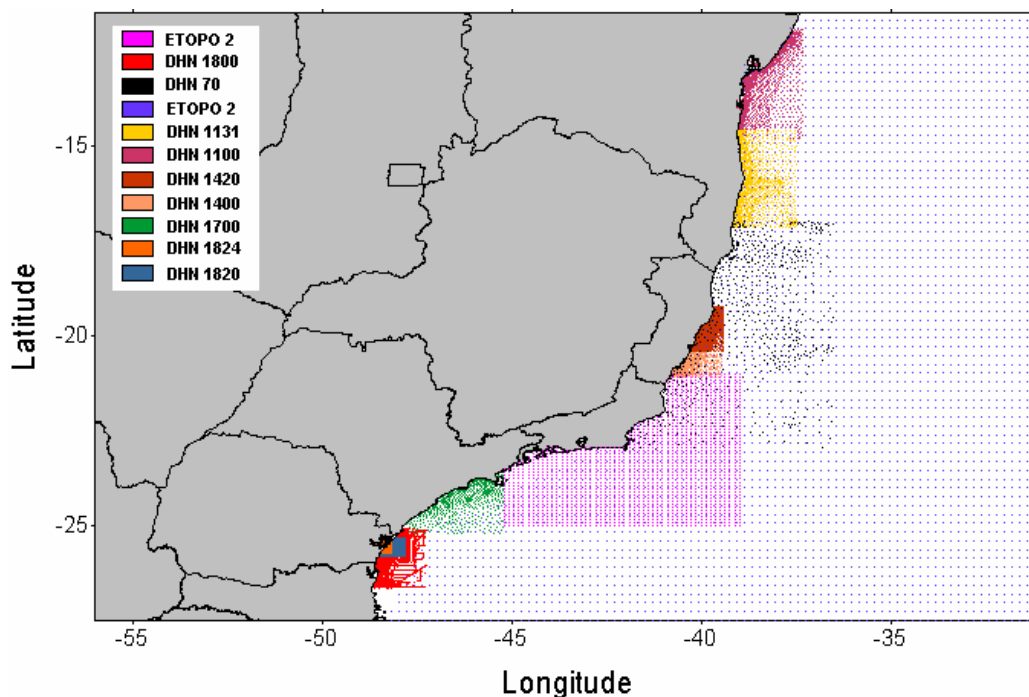 ETOPO 2
DHN 1800
DHN 70
ETOPO 2
DHN 1131
DHN 1100
DHN 1420
DHN 1400
DHN 1700
DHN 1824
DHN 1820
Latitude
-15
-20
-25
-55
-50
-45
-40
-35
Longitude